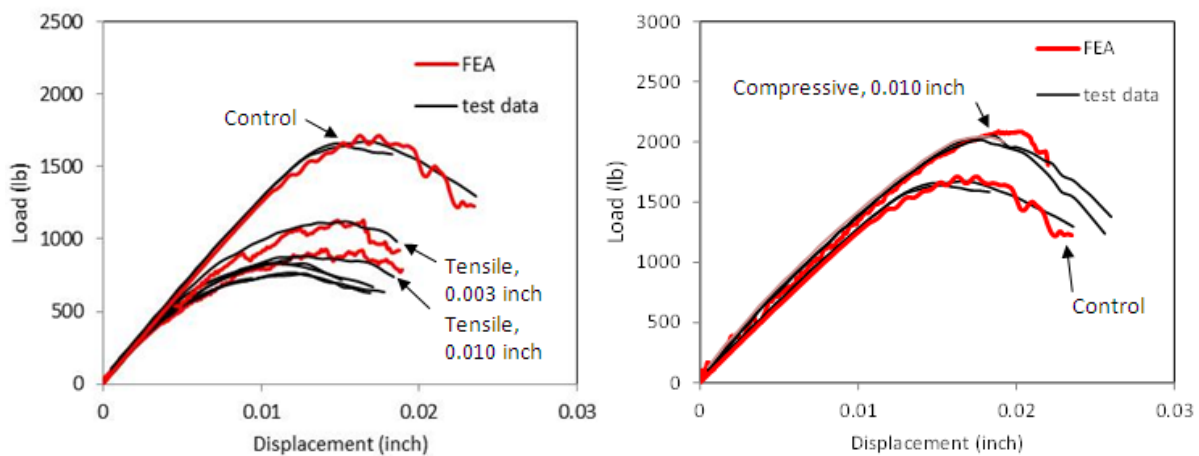 2500
2000
1500
1000
500
0
Load (lb)
FEA
test data
Control
Tensile,
0.003 inch
Tensile,
0.010 inch
0
0.01
0.02
0.03
Displacement (inch)
3000
2500
2000
1500
1000
500
0
Load (lb)
FEA
Compressive, 0.010 inch
test data
Control
0
0.01
0.02
0.03
Displacement (inch)